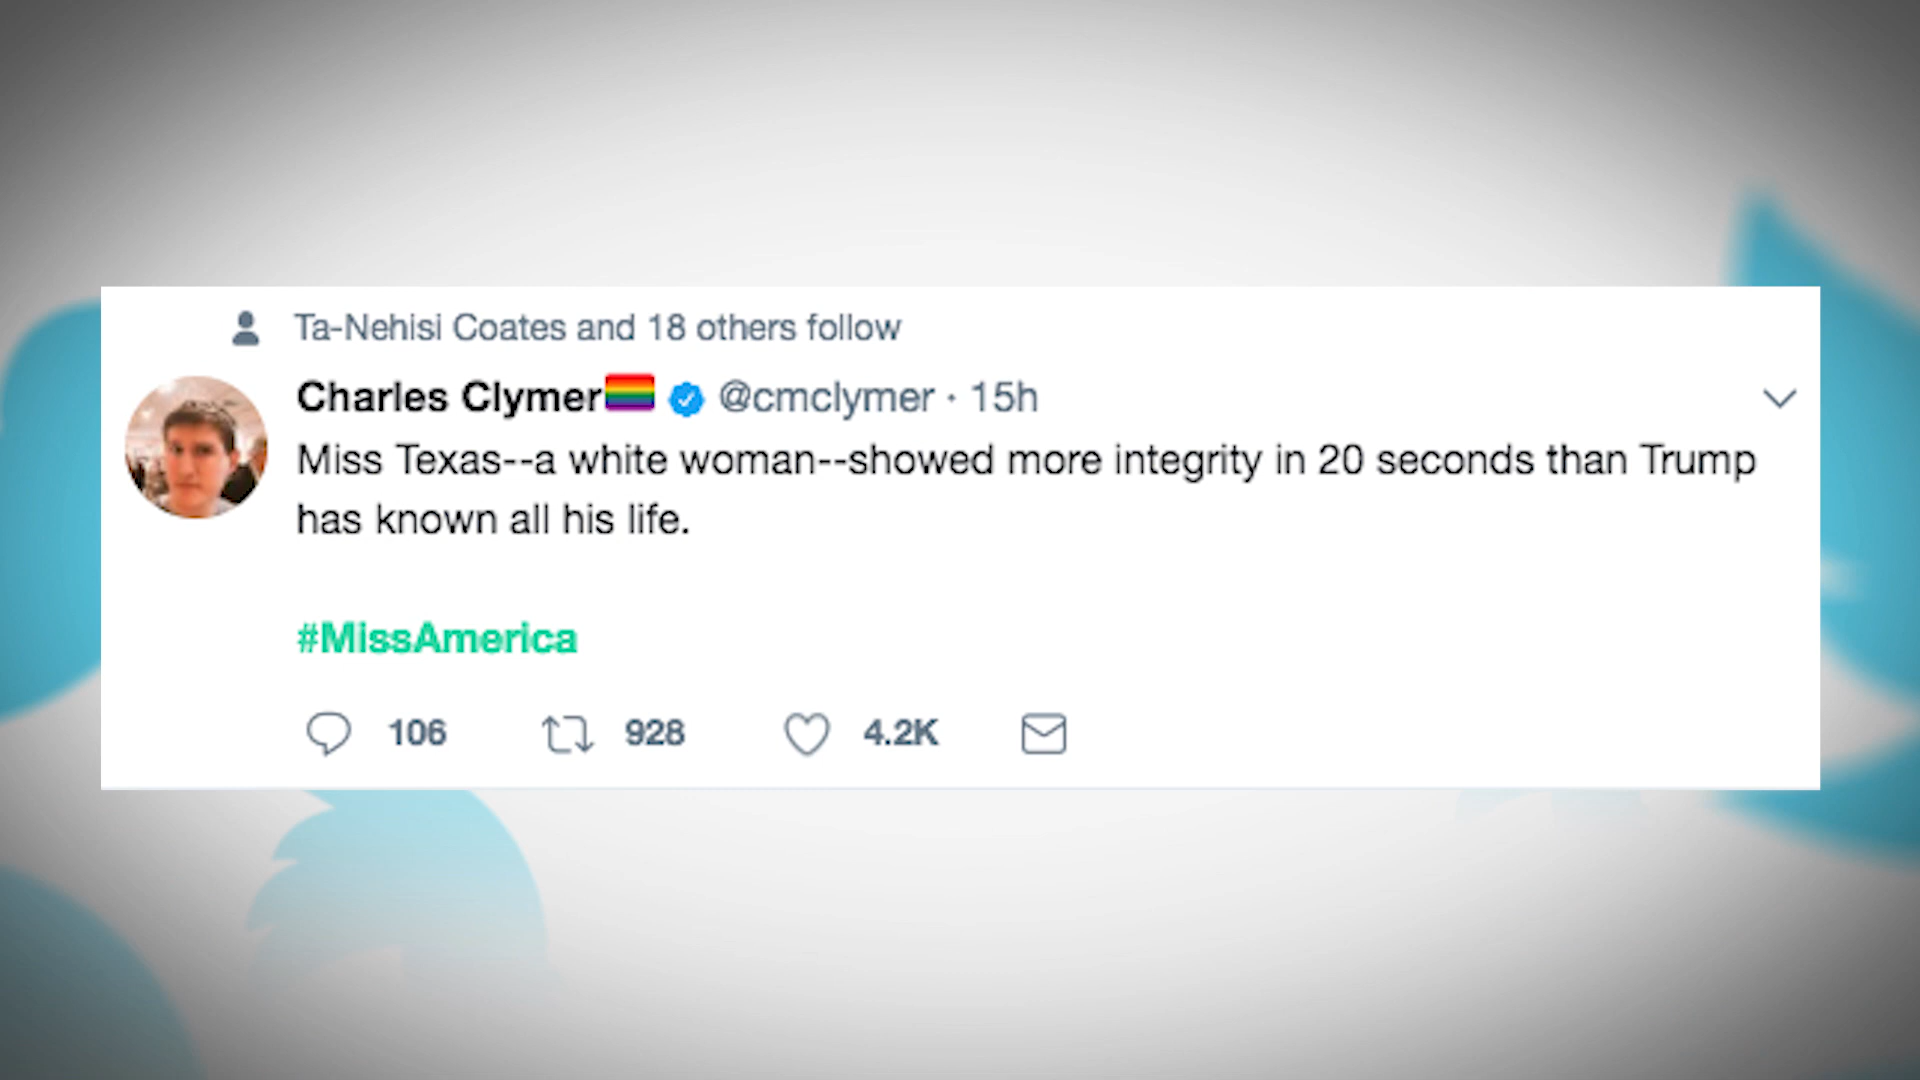 Ta-Nehisi Coates and 18 others follow
Charles Clymer🏳️‍🌈 @cmclymer · 15h
Miss Texas--a white woman--showed more integrity in 20 seconds than Trump
has known all his life.
#MissAmerica
106 928 4.2K